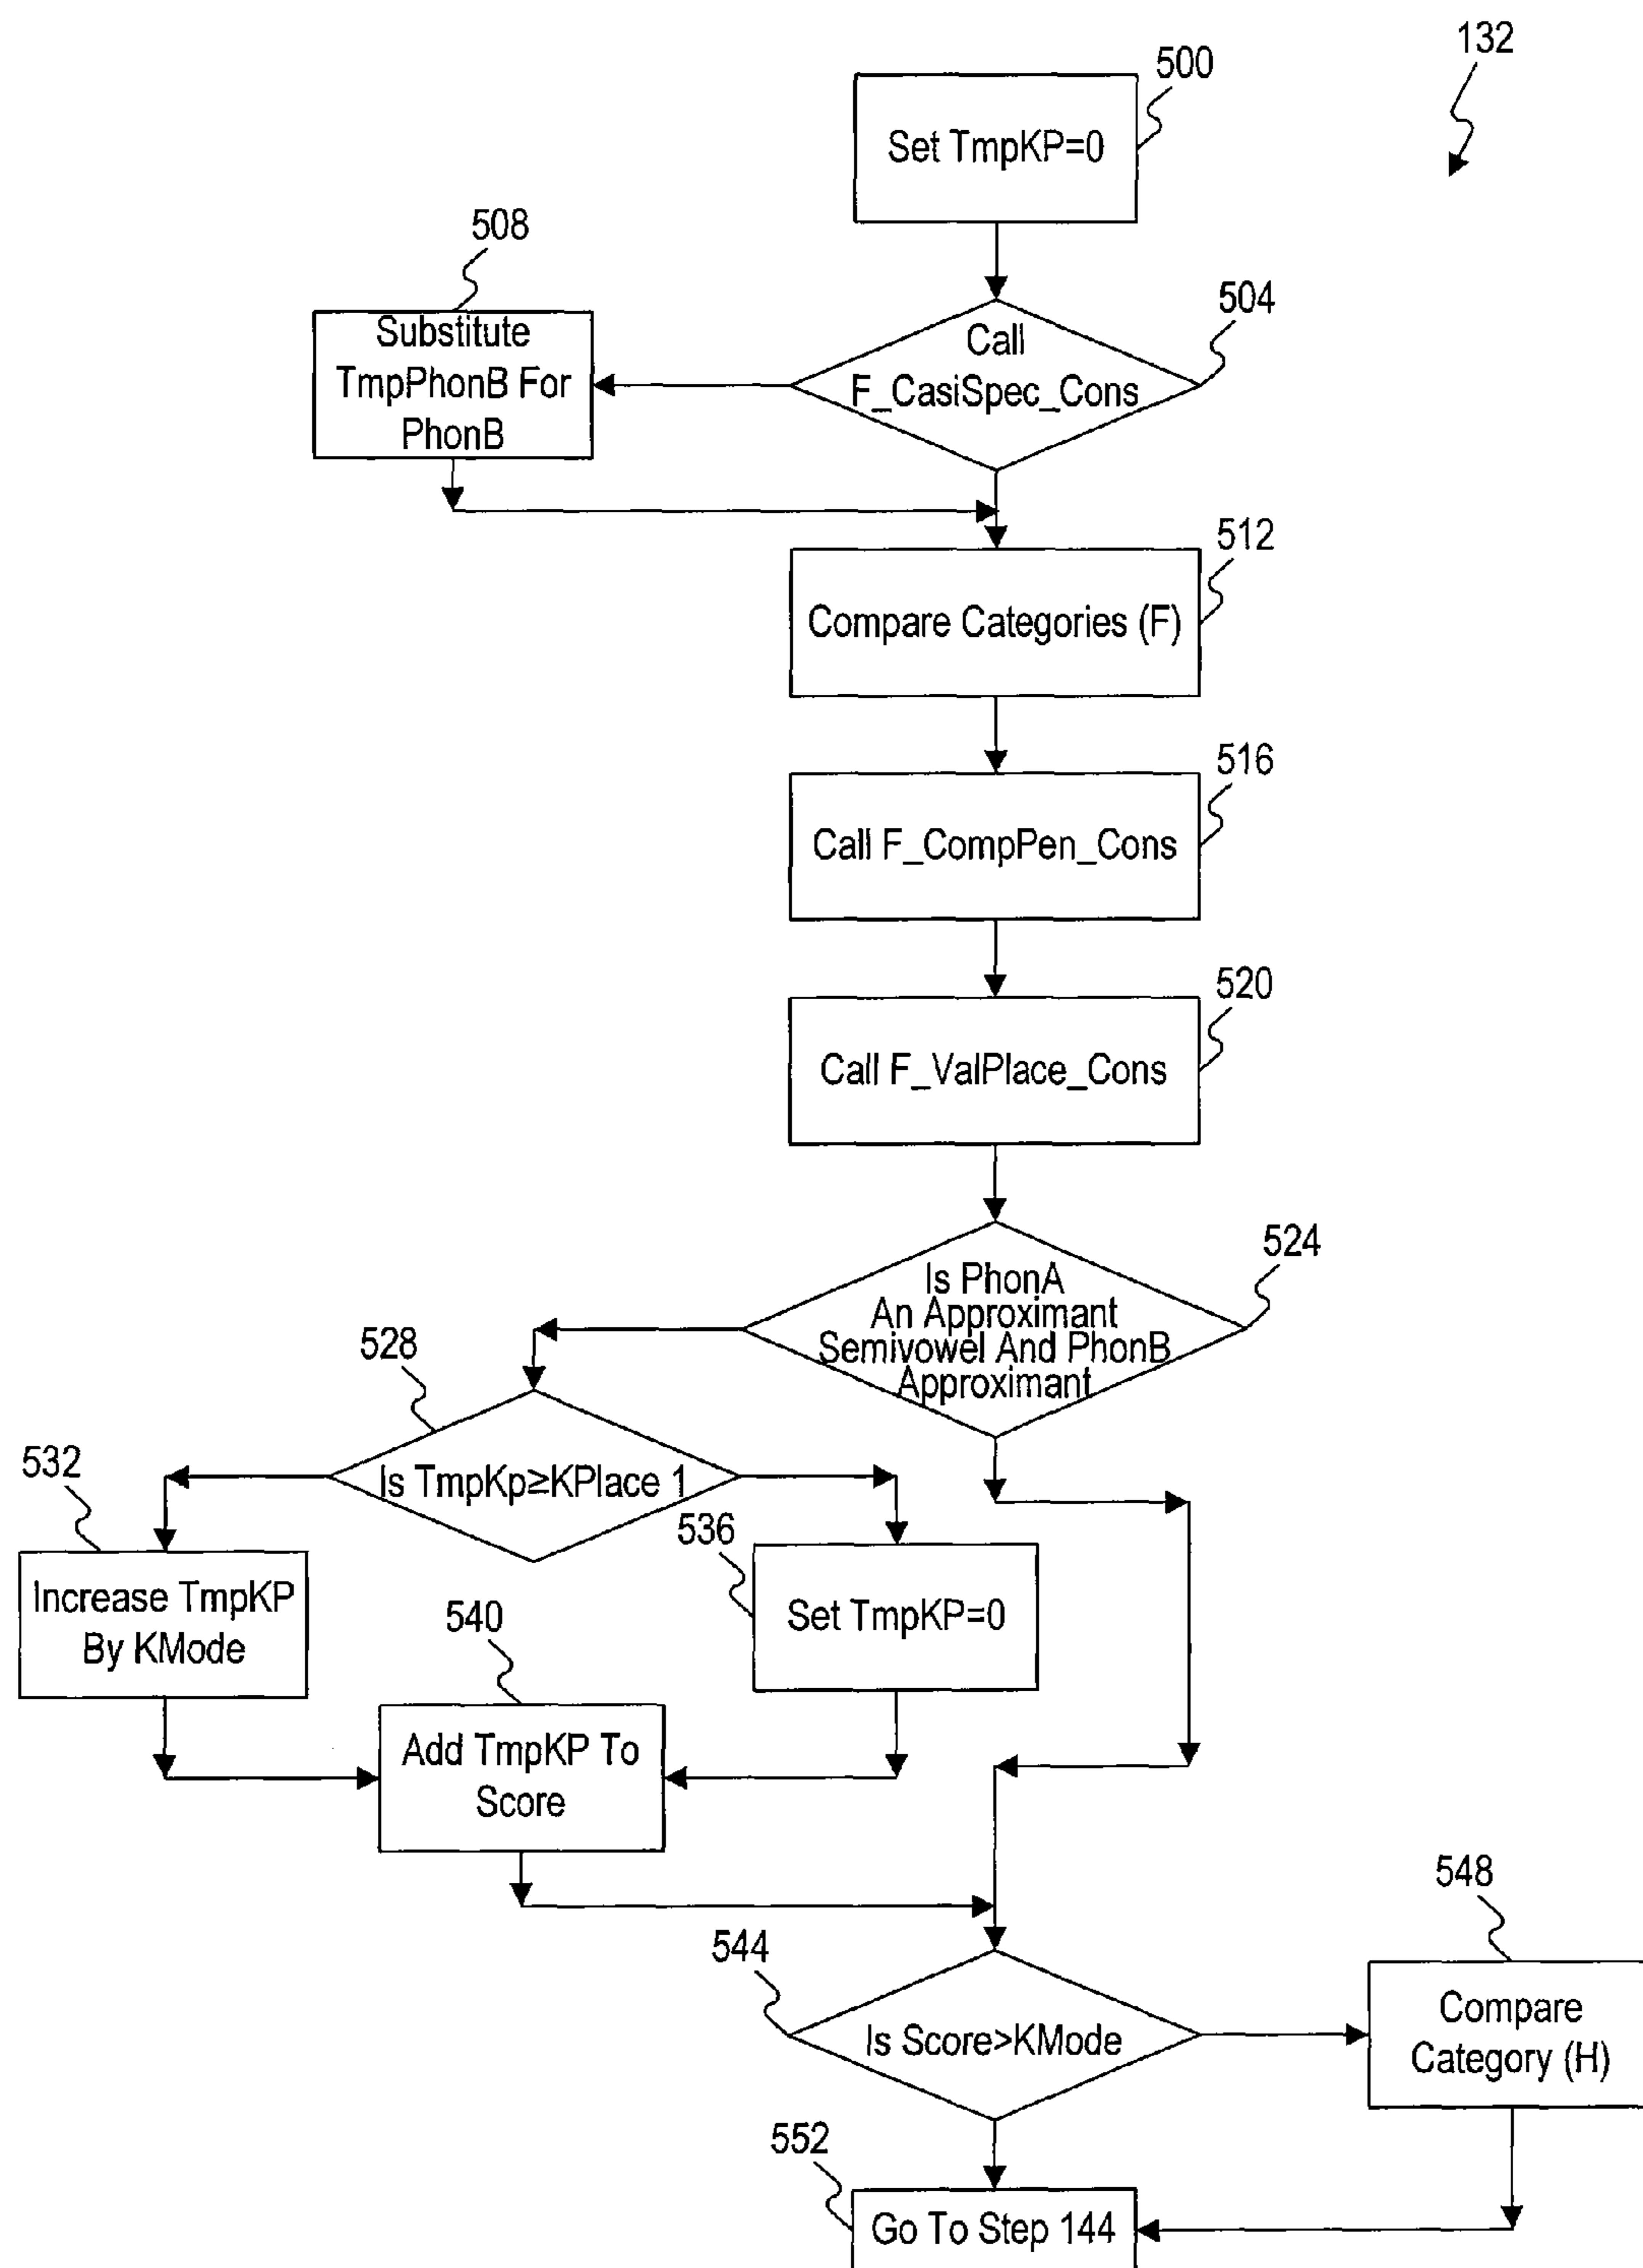 132
500
Set TmpKP=0
508
Substitute
TmpPhonB For
PhonB
504
Call
F_CasiSpec_Cons
512
Compare Categories (F)
516
Call F_CompPen_Cons
520
Call F_ValPlace_Cons
524
Is PhonA
An Approximant
Semivowel And PhonB
Approximant
528
Is TmpKp≥KPlace 1
532
Increase TmpKP
By KMode
536
Set TmpKP=0
540
Add TmpKP To
Score
544
Is Score>KMode
548
Compare
Category (H)
552
Go To Step 144